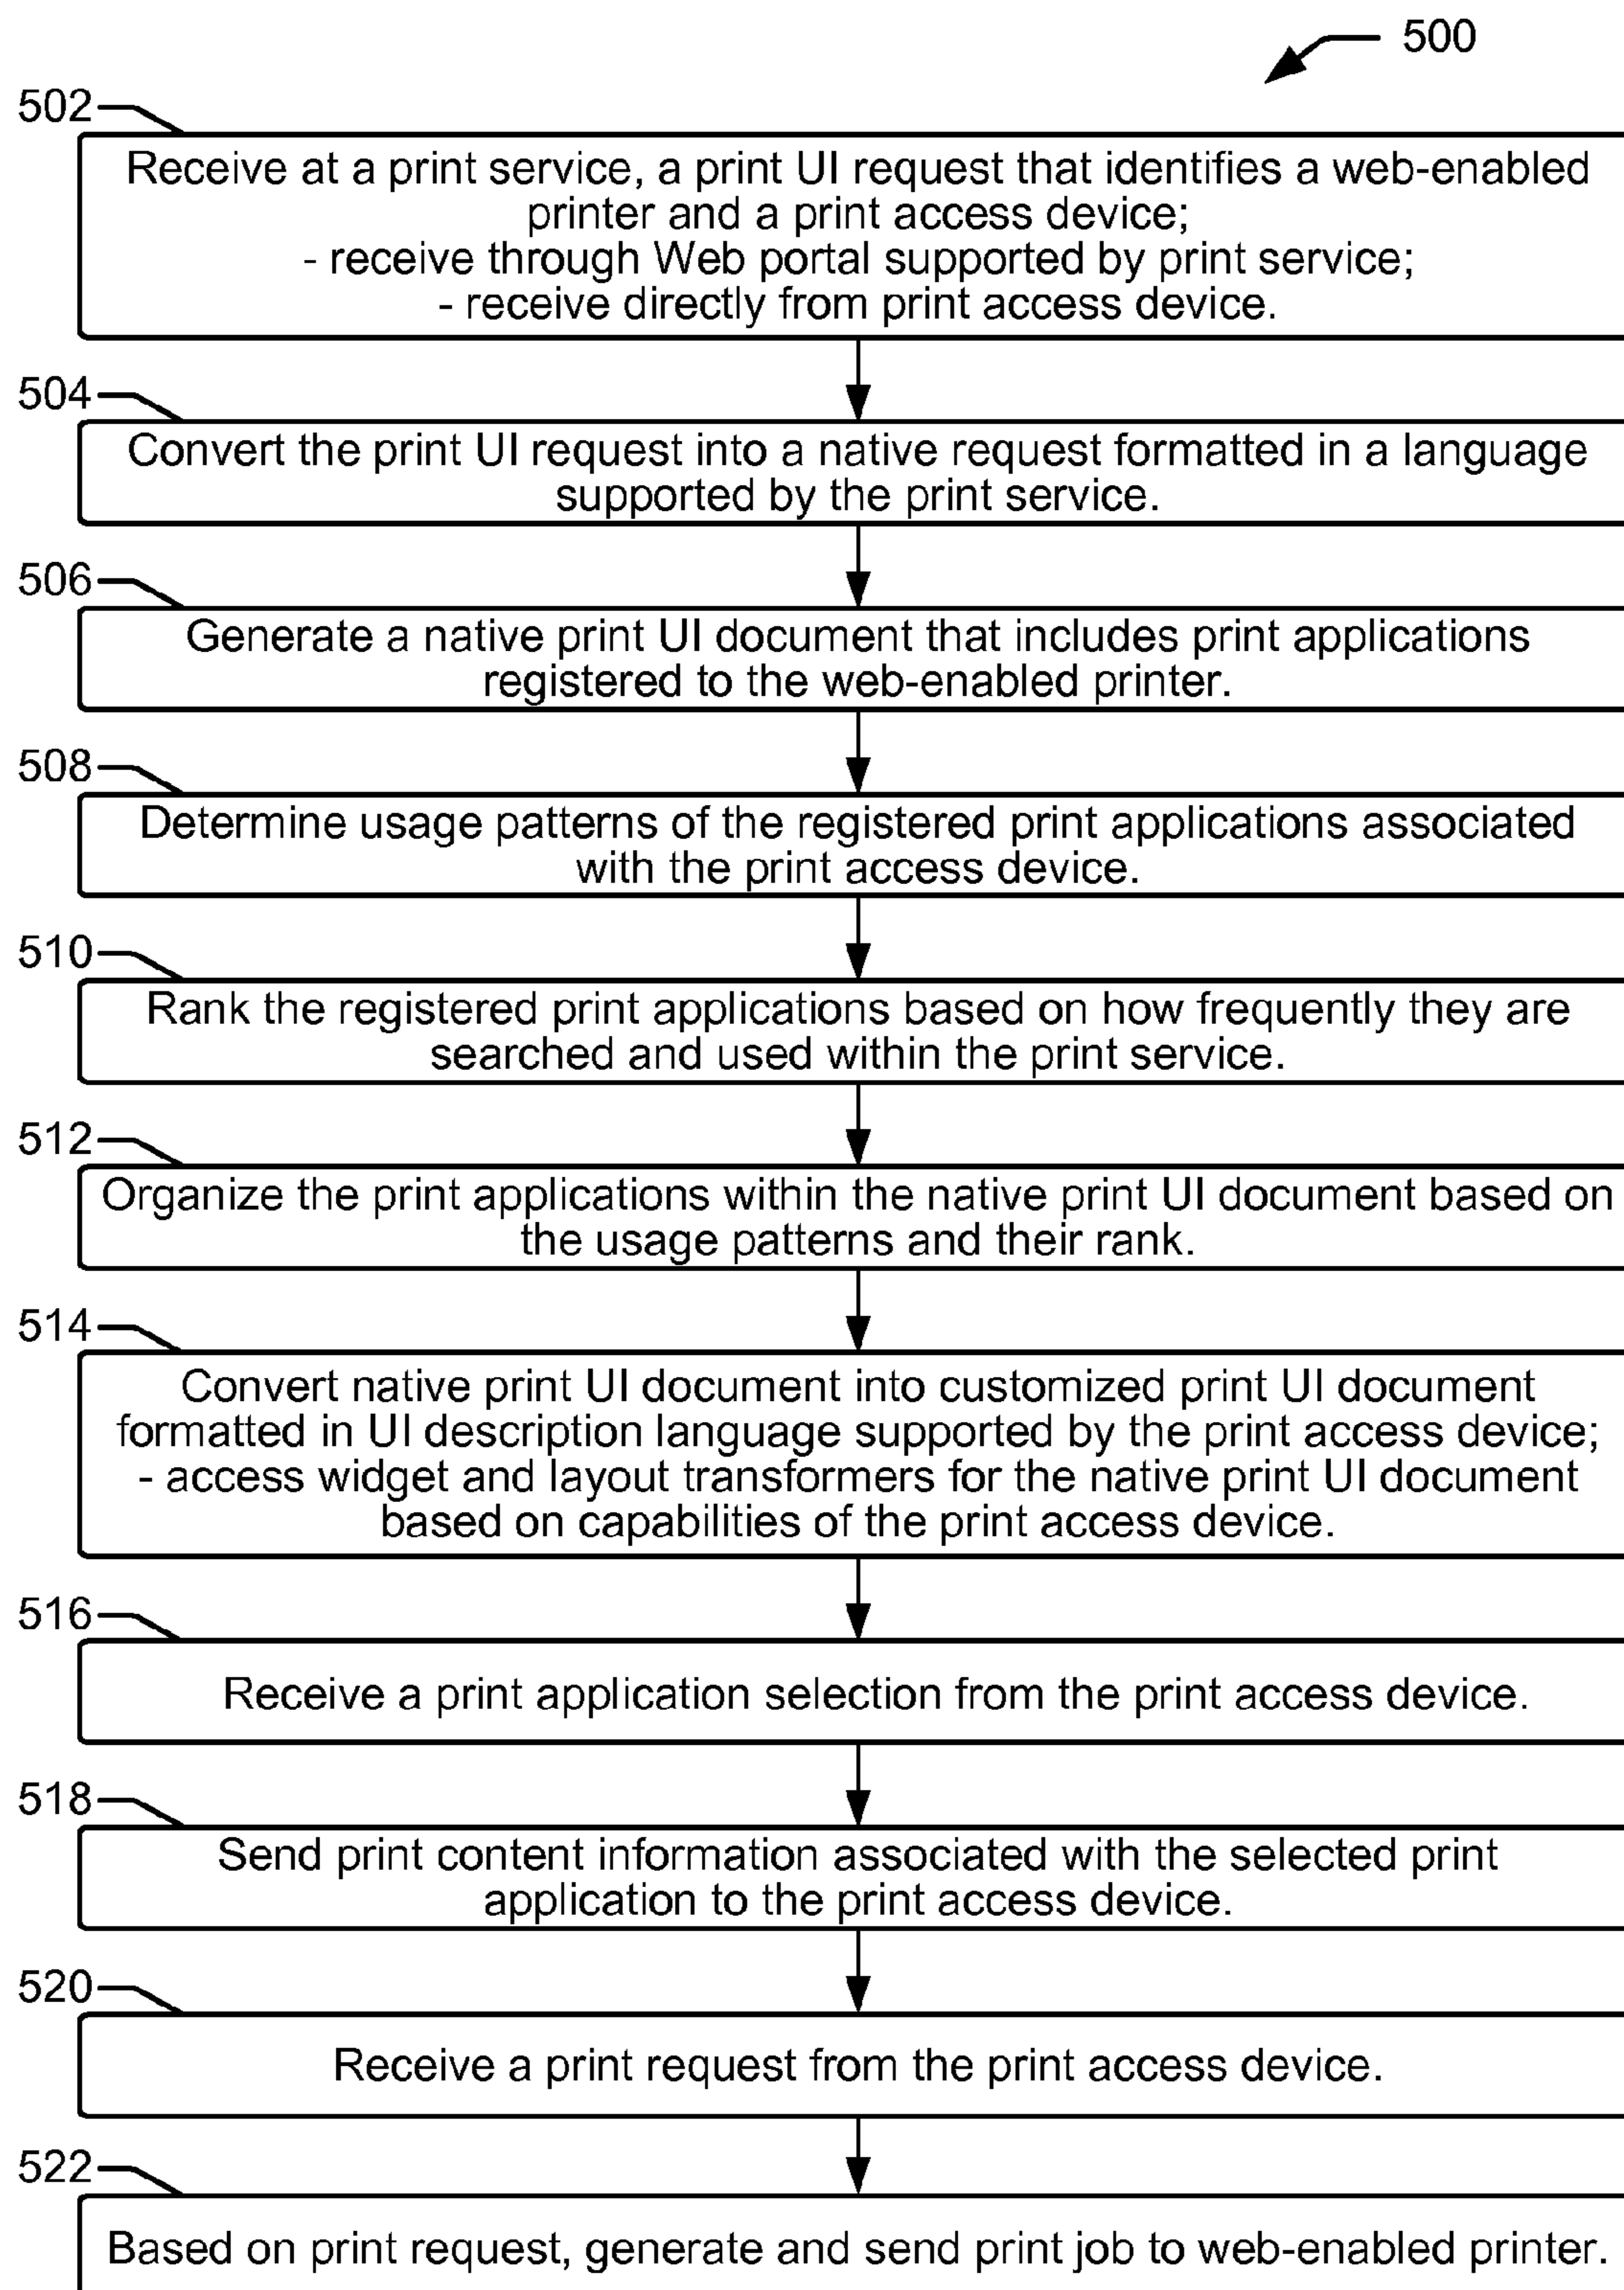 500
502
Receive at a print service, a print UI request that identifies a web-enabled
printer and a print access device;
- receive through Web portal supported by print service;
- receive directly from print access device.
504
Convert the print UI request into a native request formatted in a language
supported by the print service.
506
Generate a native print UI document that includes print applications
registered to the web-enabled printer.
508
Determine usage patterns of the registered print applications associated
with the print access device.
510
Rank the registered print applications based on how frequently they are
searched and used within the print service.
512
Organize the print applications within the native print UI document based on
the usage patterns and their rank.
514
Convert native print UI document into customized print UI document
formatted in UI description language supported by the print access device;
- access widget and layout transformers for the native print UI document
based on capabilities of the print access device.
516
Receive a print application selection from the print access device.
518
Send print content information associated with the selected print
application to the print access device.
520
Receive a print request from the print access device.
522
Based on print request, generate and send print job to web-enabled printer.